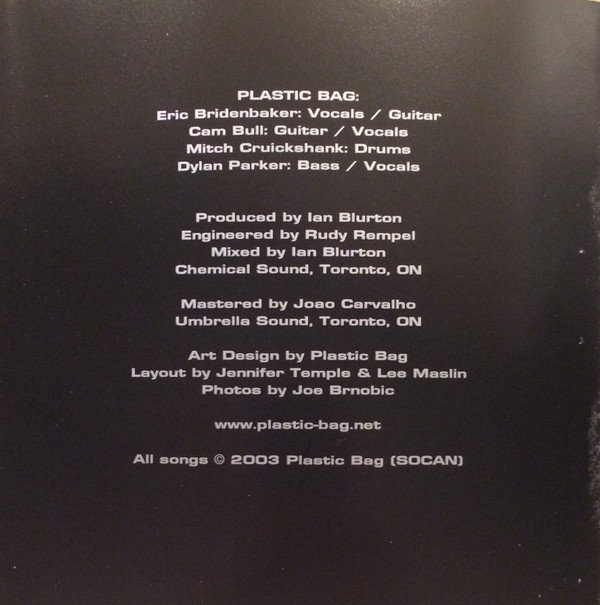 PLASTIC BAG:
Eric Bridenbaker: Vocals / Guitar
Cam Bull: Guitar / Vocals
Mitch Cruickshank: Drums
Dylan Parker: Bass / Vocals
Produced by Ian Blurton
Engineered by Rudy Rempel
Mixed by Ian Blurton
Chemical Sound, Toronto, ON
Mastered by Joao Carvalho
Umbrella Sound, Toronto, ON
Art Design by Plastic Bag
Layout by Jennifer Temple & Lee Maslin
Photos by Joe Brnobic
www.plastic-bag.net
All songs © 2003 Plastic Bag (SOCAN)